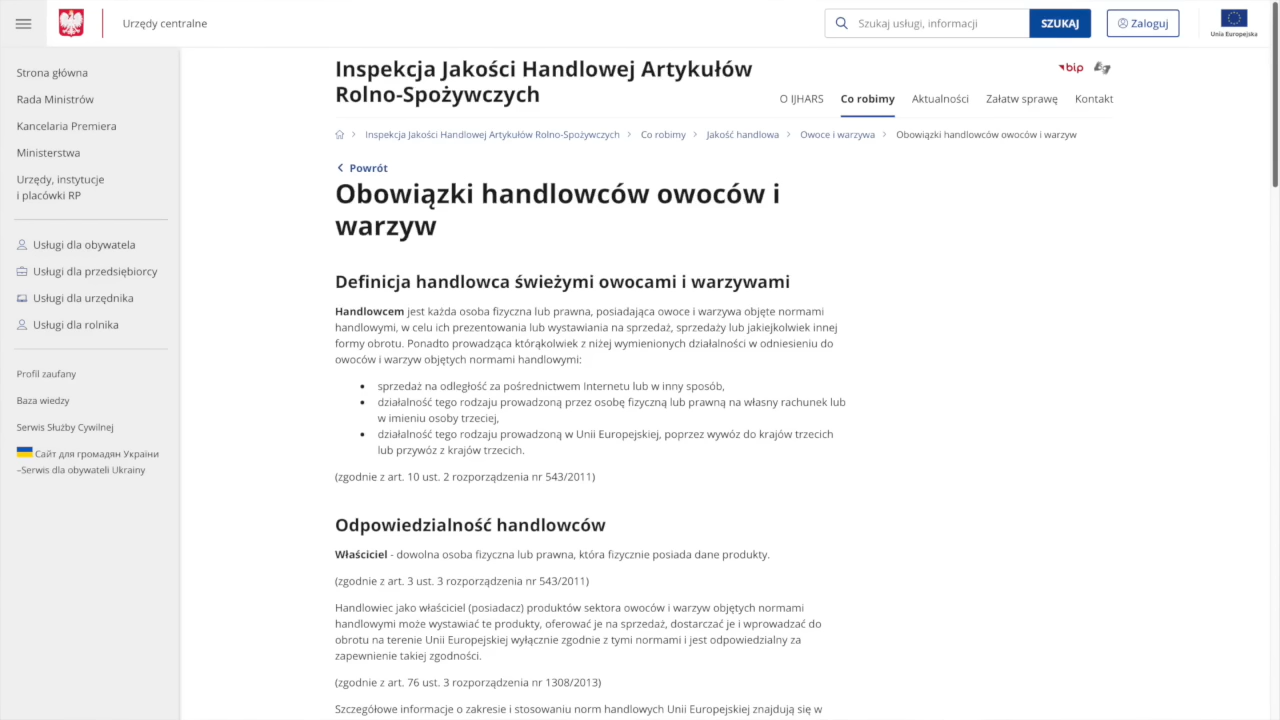 Urzędy centralne
Szukaj usługi, informacji
SZUKAJ
Zaloguj
Unia Europejska
Strona główna
Rada Ministrów
Kancelaria Premiera
Ministerstwa
Urzędy, instytucje
i placówki RP
Usługi dla obywatela
Usługi dla przedsiębiorcy
Usługi dla urzędnika
Usługi dla rolnika
Profil zaufany
Baza wiedzy
Serwis Służby Cywilnej
Сайт для громадян України
–Serwis dla obywateli Ukrainy
Inspekcja Jakości Handlowej Artykułów
Rolno-Spożywczych
bip
O IJHARS Co robimy Aktualności Załatw sprawę Kontakt
Inspekcja Jakości Handlowej Artykułów Rolno-Spożywczych > Co robimy > Jakość handlowa > Owoce i warzywa > Obowiązki handlowców owoców i warzyw
Powrót
Obowiązki handlowców owoców i
warzyw
Definicja handlowca świeżymi owocami i warzywami
Handlowcem jest każda osoba fizyczna lub prawna, posiadająca owoce i warzywa objęte normami
handlowymi, w celu ich prezentowania lub wystawiania na sprzedaż, sprzedaży lub jakiejkolwiek innej
formy obrotu. Ponadto prowadząca którąkolwiek z niżej wymienionych działalności w odniesieniu do
owoców i warzyw objętych normami handlowymi:
• sprzedaż na odległość za pośrednictwem Internetu lub w inny sposób,
• działalność tego rodzaju prowadzoną przez osobę fizyczną lub prawną na własny rachunek lub
w imieniu osoby trzeciej,
• działalność tego rodzaju prowadzoną w Unii Europejskiej, poprzez wywóz do krajów trzecich
lub przywóz z krajów trzecich.
(zgodnie z art. 10 ust. 2 rozporządzenia nr 543/2011)
Odpowiedzialność handlowców
Właściciel - dowolna osoba fizyczna lub prawna, która fizycznie posiada dane produkty.
(zgodnie z art. 3 ust. 3 rozporządzenia nr 543/2011)
Handlowiec jako właściciel (posiadacz) produktów sektora owoców i warzyw objętych normami
handlowymi może wystawiać te produkty, oferować je na sprzedaż, dostarczać je i wprowadzać do
obrotu na terenie Unii Europejskiej wyłącznie zgodnie z tymi normami i jest odpowiedzialny za
zapewnienie takiej zgodności.
(zgodnie z art. 76 ust. 3 rozporządzenia nr 1308/2013)
Szczegółowe informacje o zakresie i stosowaniu norm handlowych Unii Europejskiej znajdują się w